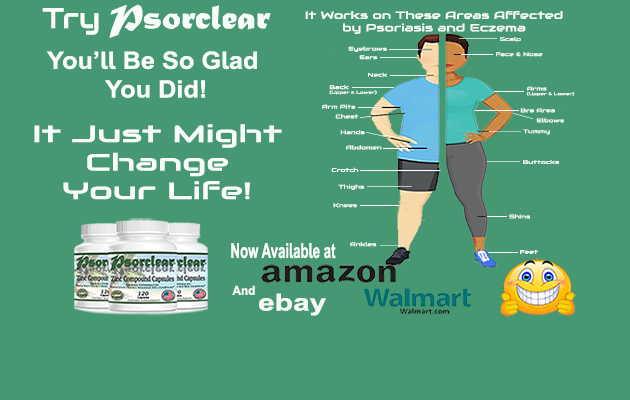 Try Psorclear
You'll Be So Glad
You Did!
It Just Might
Change
Your Life!
It Works on These Areas Affected
by Psoriasis and Eczema
Scalp
Eyebrows
Face & Nose
Ears
Neck
Back
(Upper & Lower)
Arms
(Upper & Lower)
Arm Pits
Bra Area
Chest
Elbows
Hands
Tummy
Abdomen
Buttocks
Crotch
Thighs
Knees
Shins
Ankles
Feet
Psorclear
Zinc Compound Capsules
120
Capsules
Now Available at
amazon
And
ebay
Walmart
Walmart.com